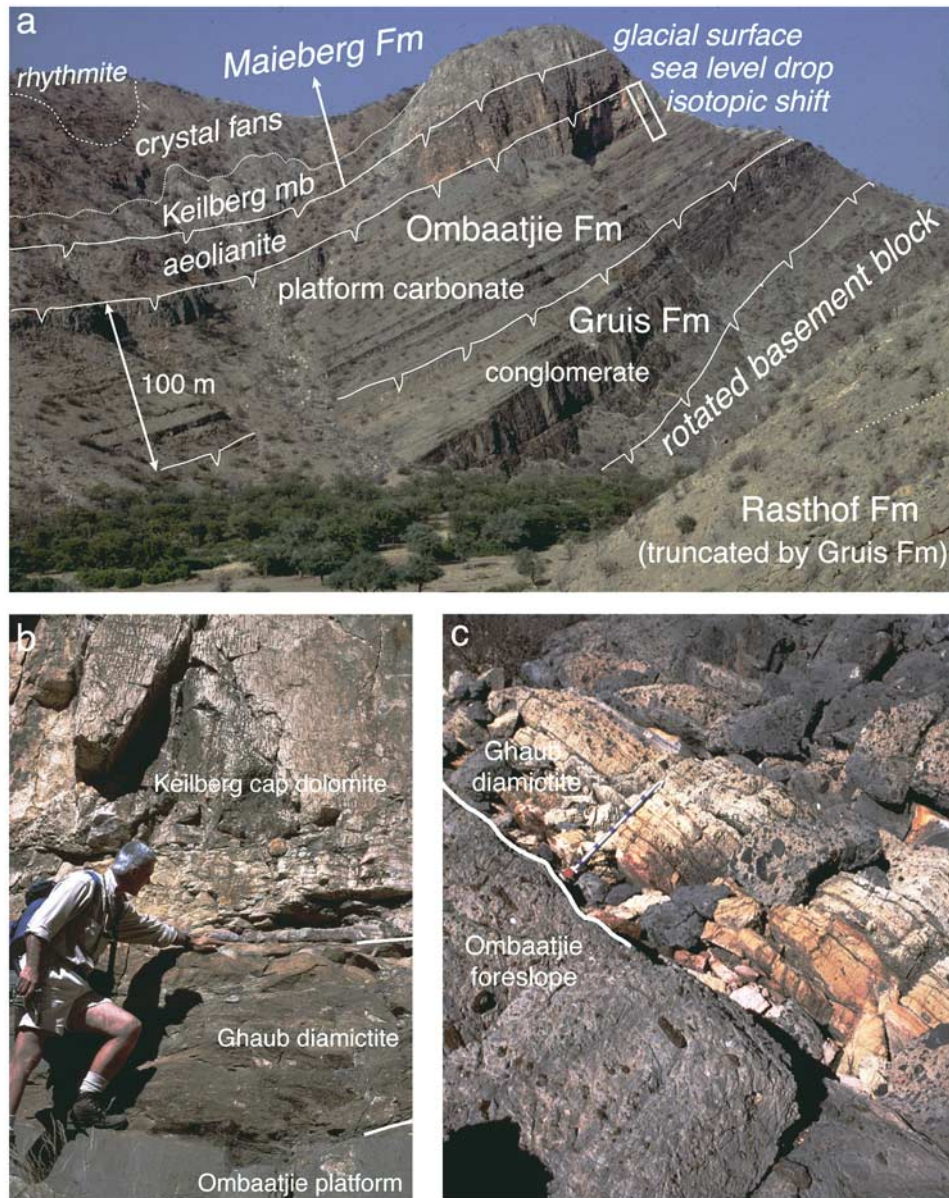 a
Maieberg Fm
glacial surface
sea level drop
isotopic shift
rhythmite
crystal fans
Keilberg mb
aeolianite
Ombaatjie Fm
platform carbonate
Gruis Fm
conglomerate
100 m
rotated basement block
Rasthof Fm
(truncated by Gruis Fm)
b
Keilberg cap dolomite
Ghaub diamictite
Ombaatjie platform
c
Ghaub
diamictite
Ombaatjie
foreslope